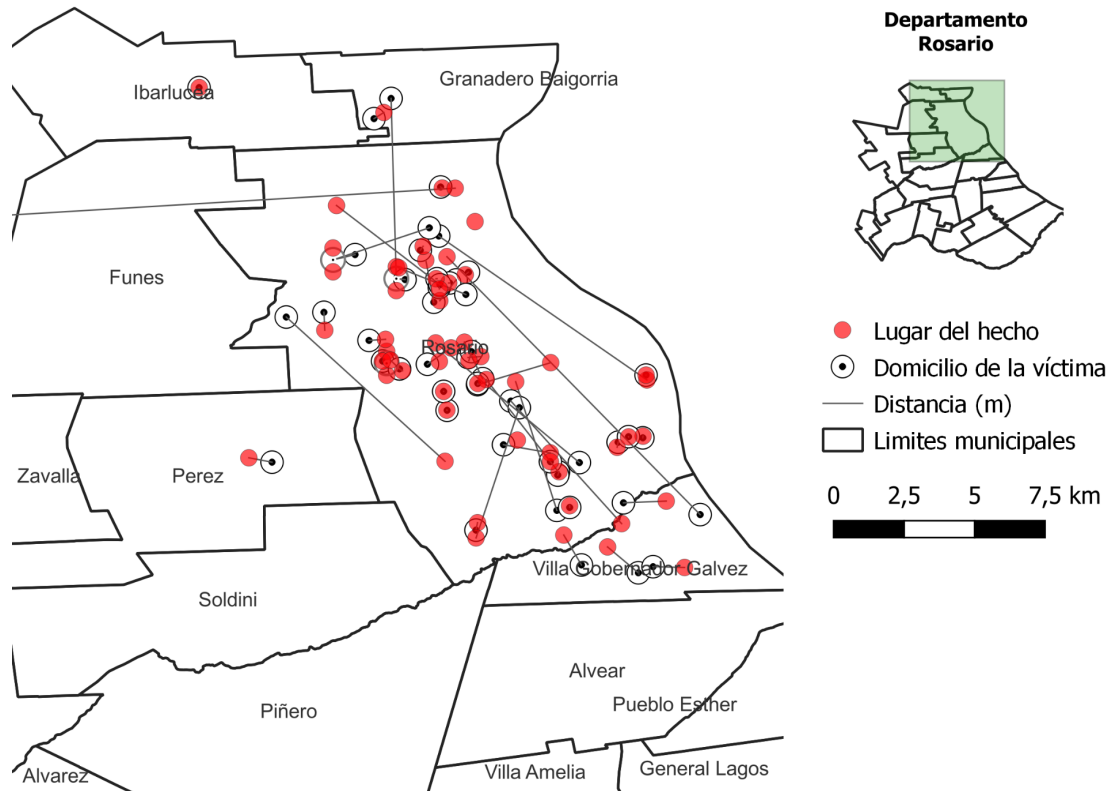 Departamento
Rosario
Granadero Baigorria
Ibarlucea
Funes
Rosario
Zavalla
Perez
Villa Gobernador Galvez
Soldini
Alvear
Pueblo Esther
Piñero
Alvarez
Villa Amelia
General Lagos
Lugar del hecho
Domicilio de la víctima
Distancia (m)
Limites municipales
0 2,5 5 7,5 km